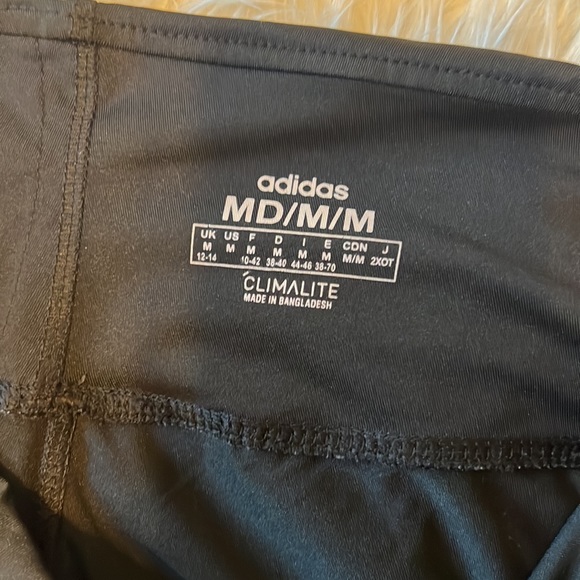 adidas
MD/M/M
UK US F D I E CDN J
M M M M M M M/M 2XOT
12-14 10-42 38-40 44-46 38-70
CLIMALITE
MADE IN BANGLADESH